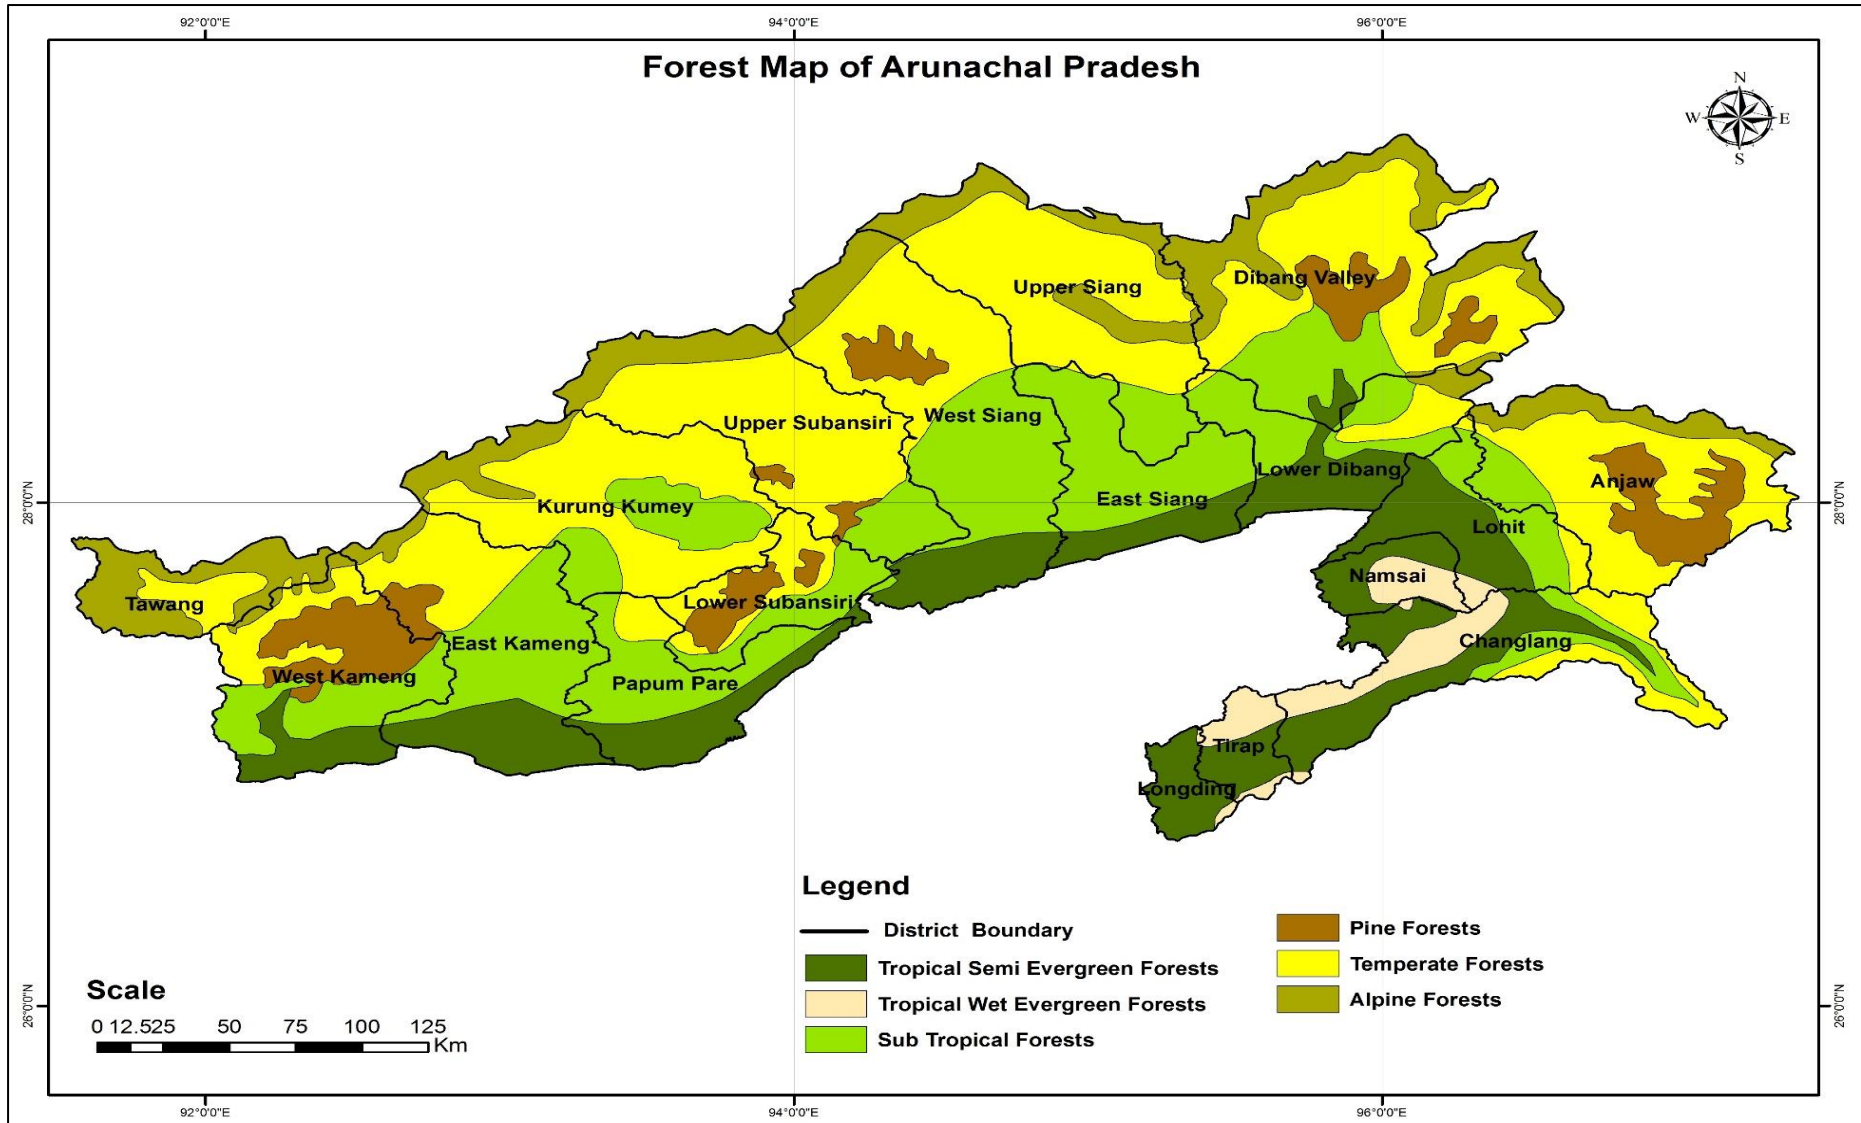 92°0'0"E
94°0'0"E
96°0'0"E
Forest Map of Arunachal Pradesh
N
W
E
S
Upper Siang
Dibang Valley
Upper Subansiri
West Siang
Lower Dibang
Anjaw
East Siang
Kurung Kumey
28°0'0"N
28°0'0"N
Lohit
Namsai
Tawang
Lower Subansiri
East Kameng
Changlang
West Kameng
Papum Pare
Tirap
Longding
Legend
District Boundary
Tropical Semi Evergreen Forests
Tropical Wet Evergreen Forests
Sub Tropical Forests
Pine Forests
Temperate Forests
Alpine Forests
Scale
0 12.525 50 75 100 125
Km
26°0'0"N
26°0'0"N
92°0'0"E
94°0'0"E
96°0'0"E